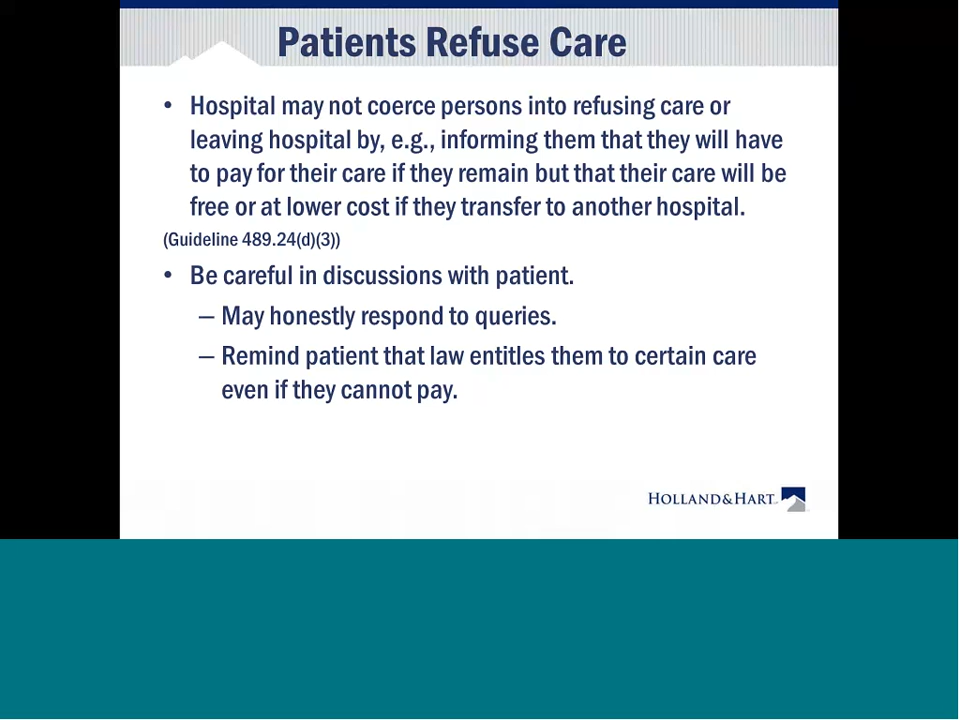 Patients Refuse Care
• Hospital may not coerce persons into refusing care or
leaving hospital by, e.g., informing them that they will have
to pay for their care if they remain but that their care will be
free or at lower cost if they transfer to another hospital.
(Guideline 489.24(d)(3))
• Be careful in discussions with patient.
– May honestly respond to queries.
– Remind patient that law entitles them to certain care
even if they cannot pay.
HOLLAND&HART